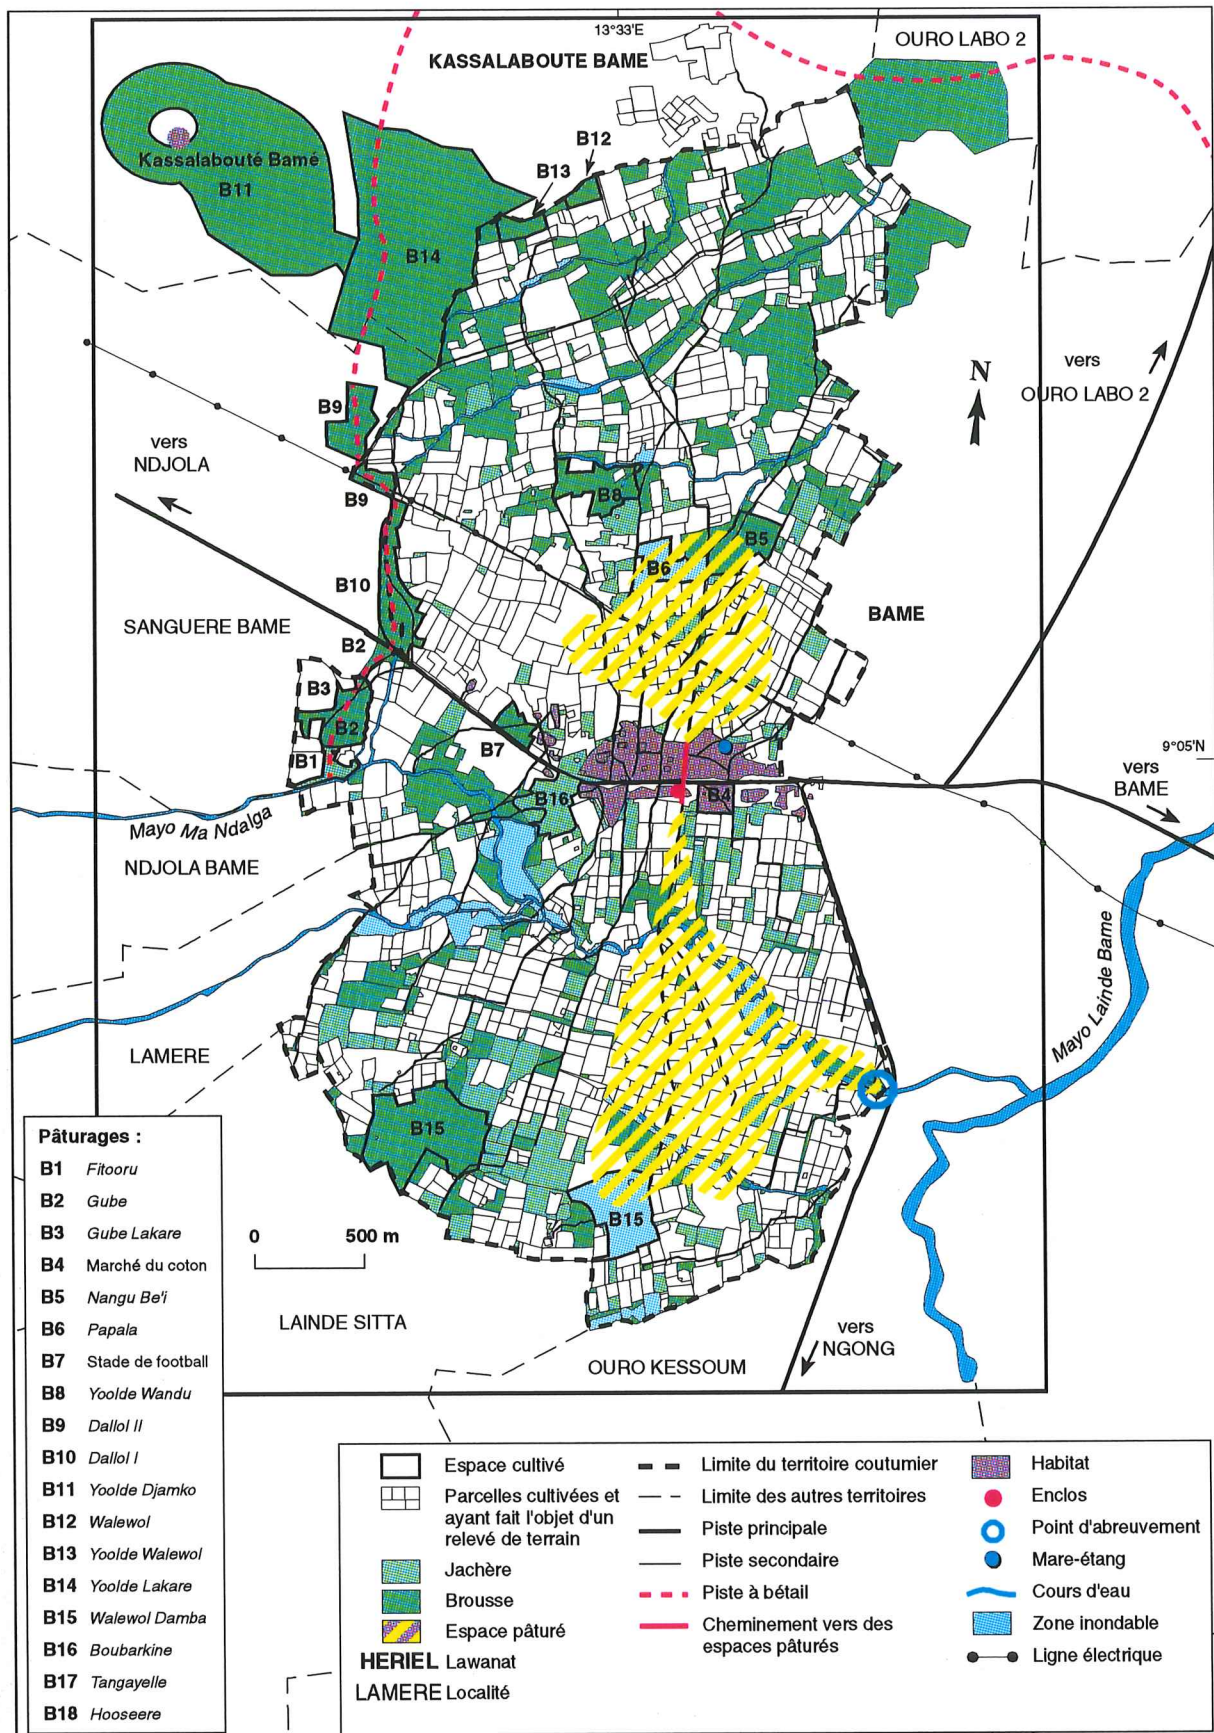 13°33'E
OURO LABO 2
KASSALABOUTE BAME
B12
Kassalabouté Bamé
B13
B11
B14
vers
OURO LABO 2
N
B9
vers
NDJOLA
B9
B8
B5
B6
B10
BAME
SANGUERE BAME
B2
B3
B2
B7
9°05'N
B1
vers
BAME
B16
B4
Mayo Ma Ndalga
NDJOLA BAME
Mayo Lainde Bame
LAMERE
B15
B15
0 500 m
LAINDE SITTA
vers
NGONG
OURO KESSOUM
Pâturages :
B1 Fitooru
B2 Gube
B3 Gube Lakare
B4 Marché du coton
B5 Nangu Be'i
B6 Papala
B7 Stade de football
B8 Yoolde Wandu
B9 Dallol II
B10 Dallol I
B11 Yoolde Djamko
B12 Walewol
B13 Yoolde Walewol
B14 Yoolde Lakare
B15 Walewol Damba
B16 Boubarkine
B17 Tangayelle
B18 Hooseere
Espace cultivé
Parcelles cultivées et
ayant fait l'objet d'un
relevé de terrain
Jachère
Brousse
Espace pâturé
HERIEL Lawanat
LAMERE Localité
Limite du territoire coutumier
Limite des autres territoires
Piste principale
Piste secondaire
Piste à bétail
Cheminement vers des
espaces pâturés
Habitat
Enclos
Point d'abreuvement
Mare-étang
Cours d'eau
Zone inondable
Ligne électrique